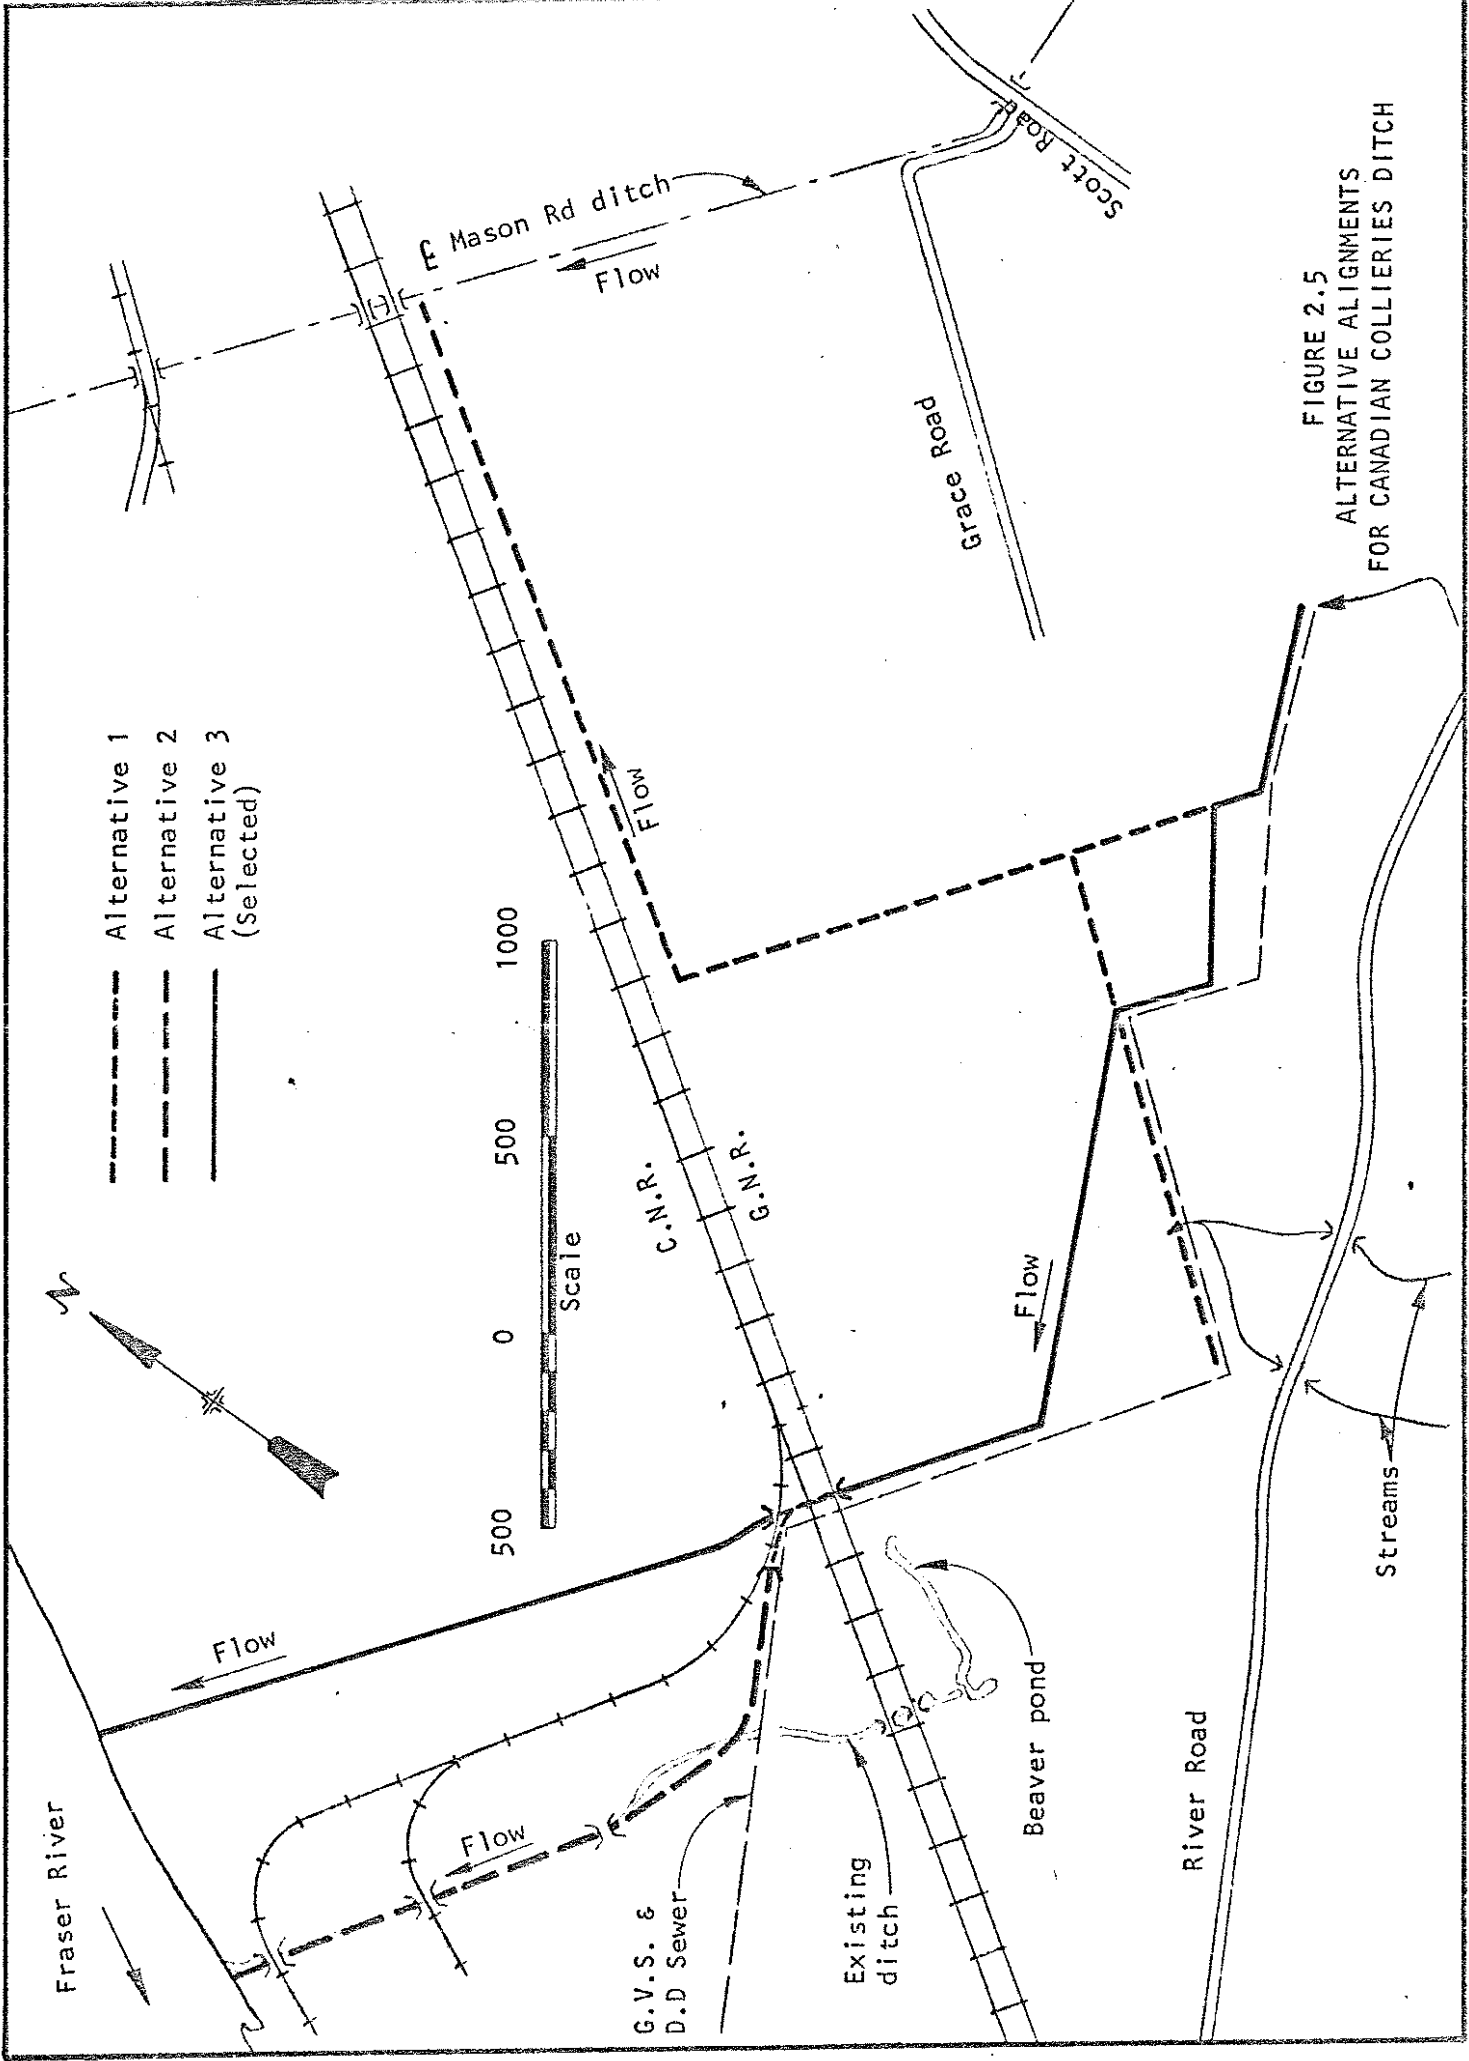 Fraser River
N
Alternative 1
Alternative 2
Alternative 3
(Selected)
500
0
500
1000
Scale
Flow
Flow
G.V.S. &
D.D Sewer
Existing
ditch
Beaver pond
River Road
Streams
C.N.R.
G.N.R.
Flow
Flow
℄ Mason Rd ditch
Flow
Grace Road
Scott Road
FIGURE 2.5
ALTERNATIVE ALIGNMENTS
FOR CANADIAN COLLIERIES DITCH